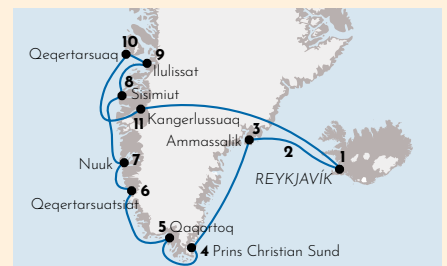 10
9
Qeqertarsuaq
Ilulissat
8
Sisimiut
11
Kangerlussuaq
3
Ammassalik
2
1
REYKJAVÍK
Nuuk
7
6
Qeqertarsuatsiat
5
Qaqortoq
4 Prins Christian Sund